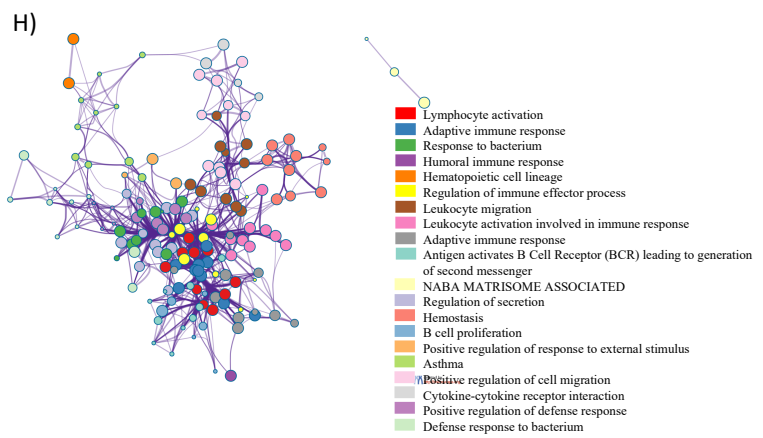 H)
Lymphocyte activation
Adaptive immune response
Response to bacterium
Humoral immune response
Hematopoietic cell lineage
Regulation of immune effector process
Leukocyte migration
Leukocyte activation involved in immune response
Adaptive immune response
Antigen activates B Cell Receptor (BCR) leading to generation
of second messenger
NABA MATRISOME ASSOCIATED
Regulation of secretion
Hemostasis
B cell proliferation
Positive regulation of response to external stimulus
Asthma
Positive regulation of cell migration
Cytokine-cytokine receptor interaction
Positive regulation of defense response
Defense response to bacterium